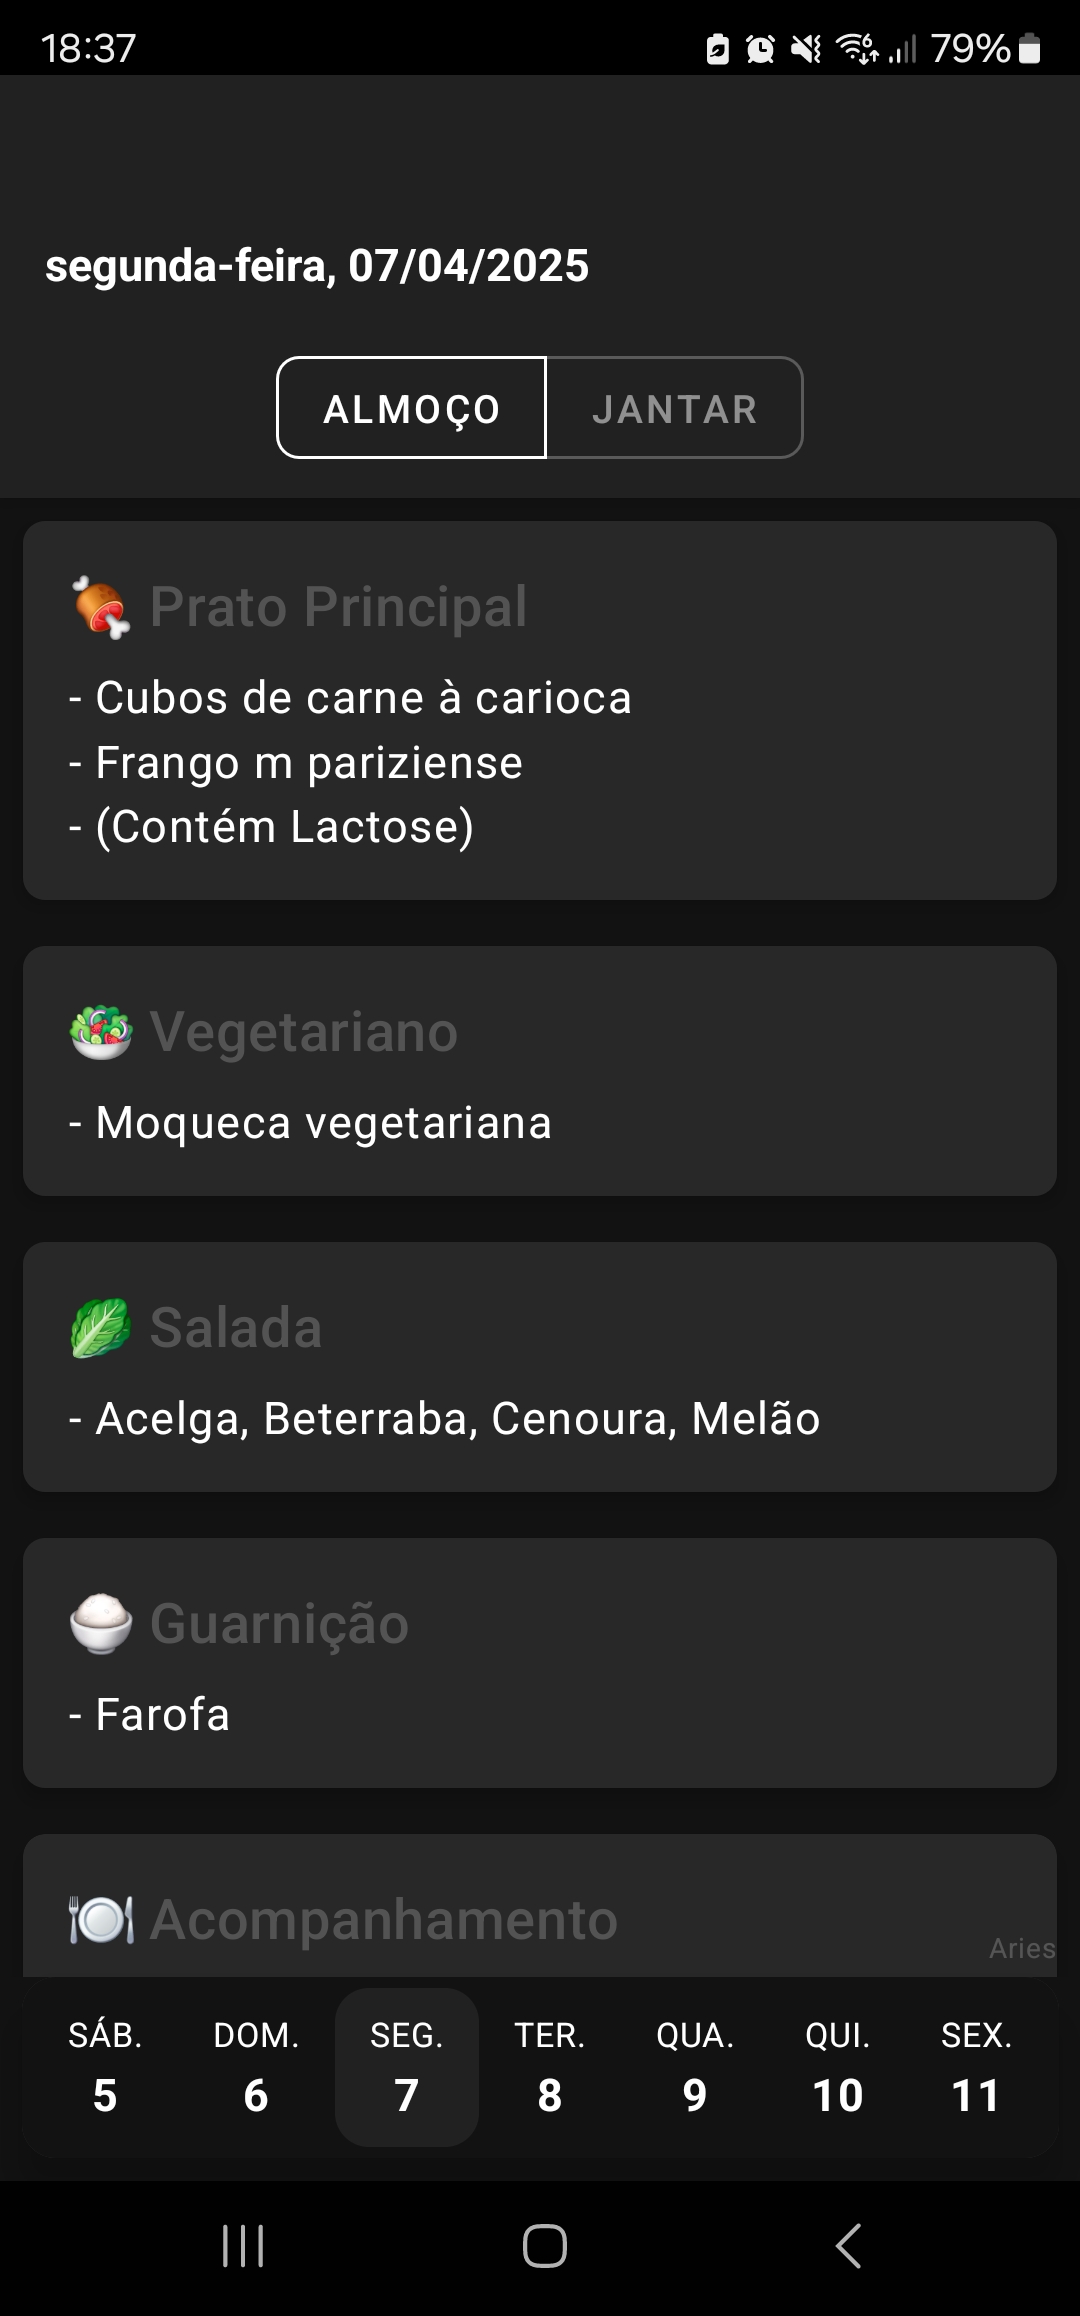 18:37
79%
segunda-feira, 07/04/2025
ALMOÇO JANTAR
Prato Principal
- Cubos de carne à carioca
- Frango m pariziense
- (Contém Lactose)
Vegetariano
- Moqueca vegetariana
Salada
- Acelga, Beterraba, Cenoura, Melão
Guarnição
- Farofa
Acompanhamento
Aries
SÁB. DOM. SEG. TER. QUA. QUI. SEX.
5 6 7 8 9 10 11